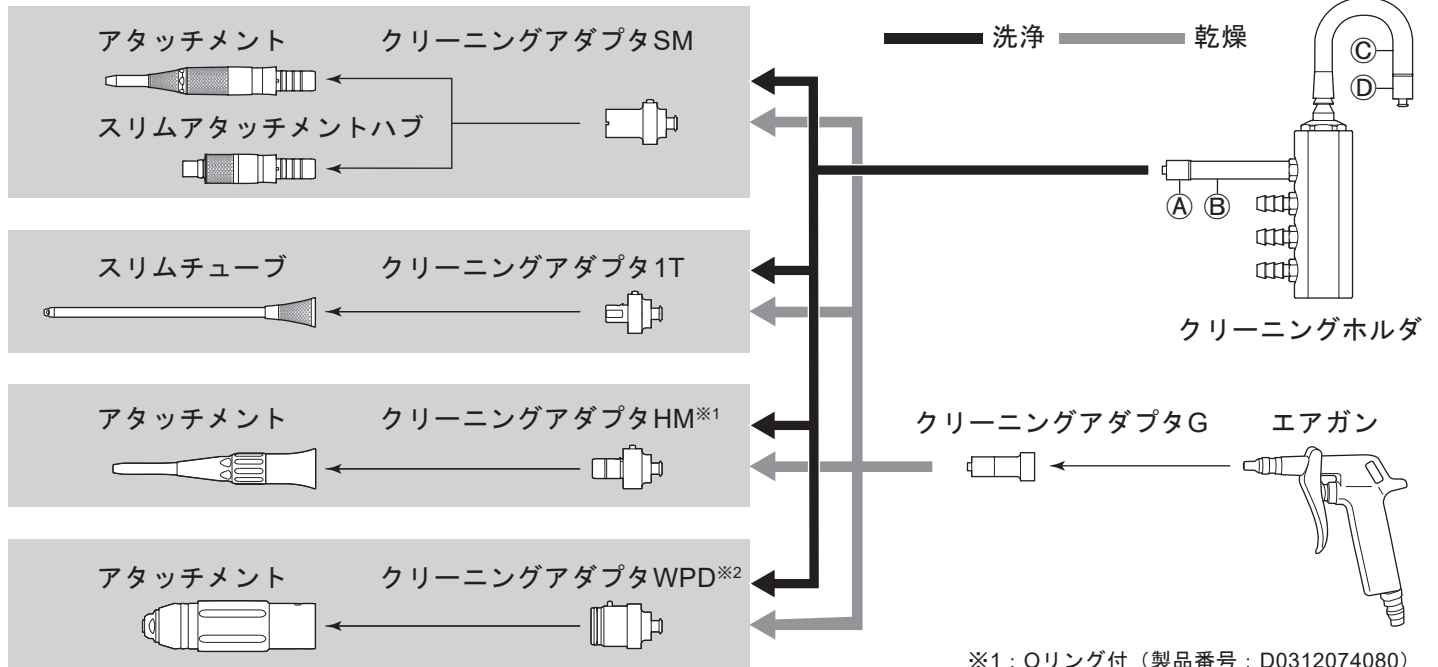 アタッチメント クリーニングアダプタSM
スリムアタッチメントハブ
スリムチューブ クリーニングアダプタ1T
アタッチメント クリーニングアダプタHM※1
アタッチメント クリーニングアダプタWPD※2
洗浄 乾燥
Ⓒ
Ⓓ
Ⓐ Ⓑ
クリーニングホルダ
クリーニングアダプタG エアガン
※1：Oリング付（製品番号：D0312074080）